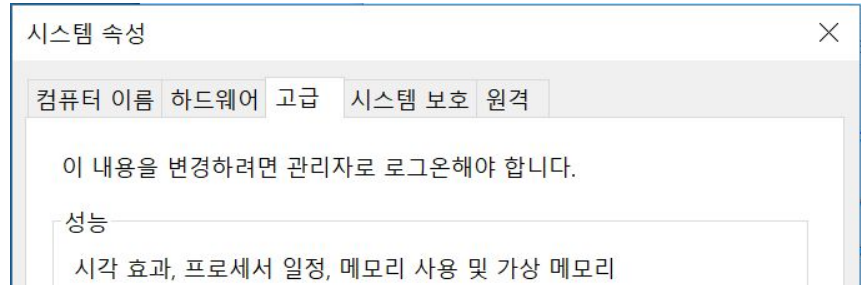 시스템 속성
컴퓨터 이름 하드웨어 고급 시스템 보호 원격
이 내용을 변경하려면 관리자로 로그온해야 합니다.
성능
시각 효과, 프로세서 일정, 메모리 사용 및 가상 메모리